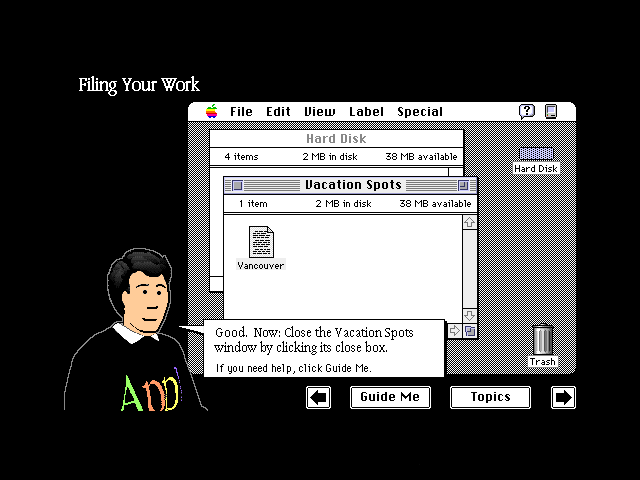 Filing Your Work
File Edit View Label Special
Hard Disk
4 items 2 MB in disk 38 MB available
Hard Disk
Vacation Spots
1 item 2 MB in disk 38 MB available
Vancouver
Good. Now: Close the Vacation Spots
window by clicking its close box.
If you need help, click Guide Me.
Trash
Appl
Guide Me Topics